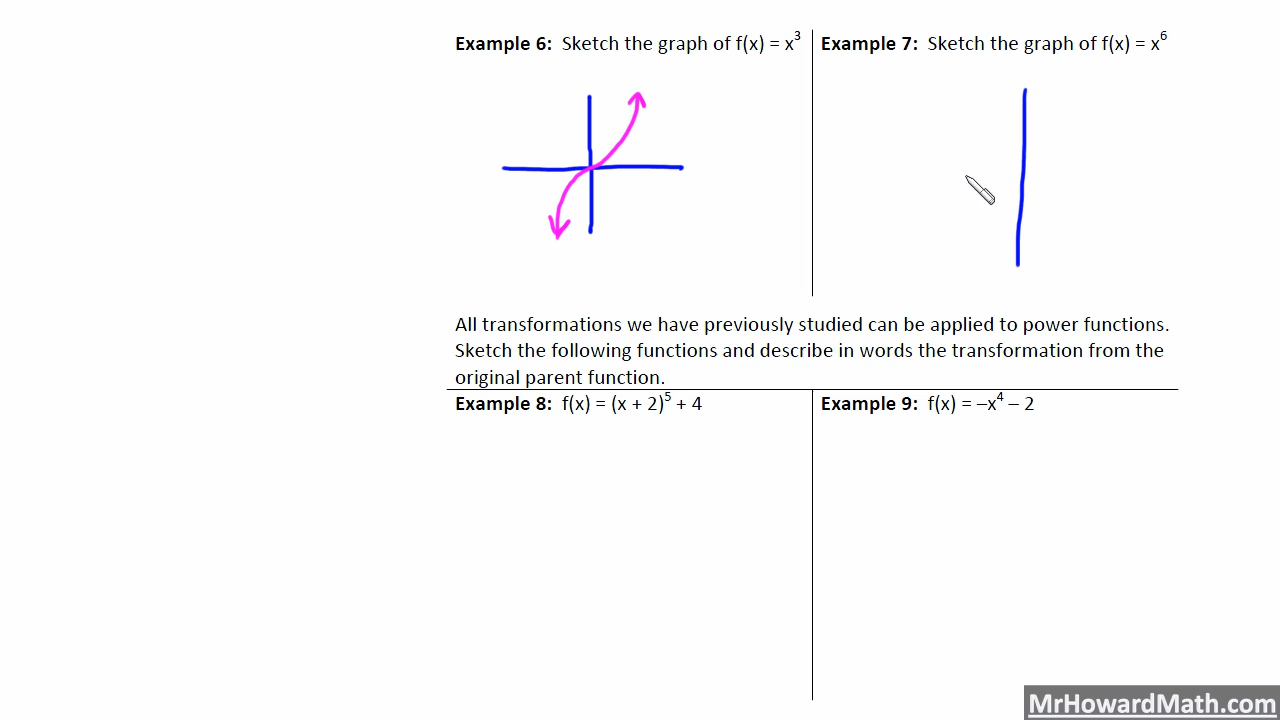 Example 6: Sketch the graph of f(x) = x³
Example 7: Sketch the graph of f(x) = x⁶
All transformations we have previously studied can be applied to power functions.
Sketch the following functions and describe in words the transformation from the
original parent function.
Example 8: f(x) = (x + 2)⁵ + 4
Example 9: f(x) = –x⁴ – 2
MrHowardMath.com